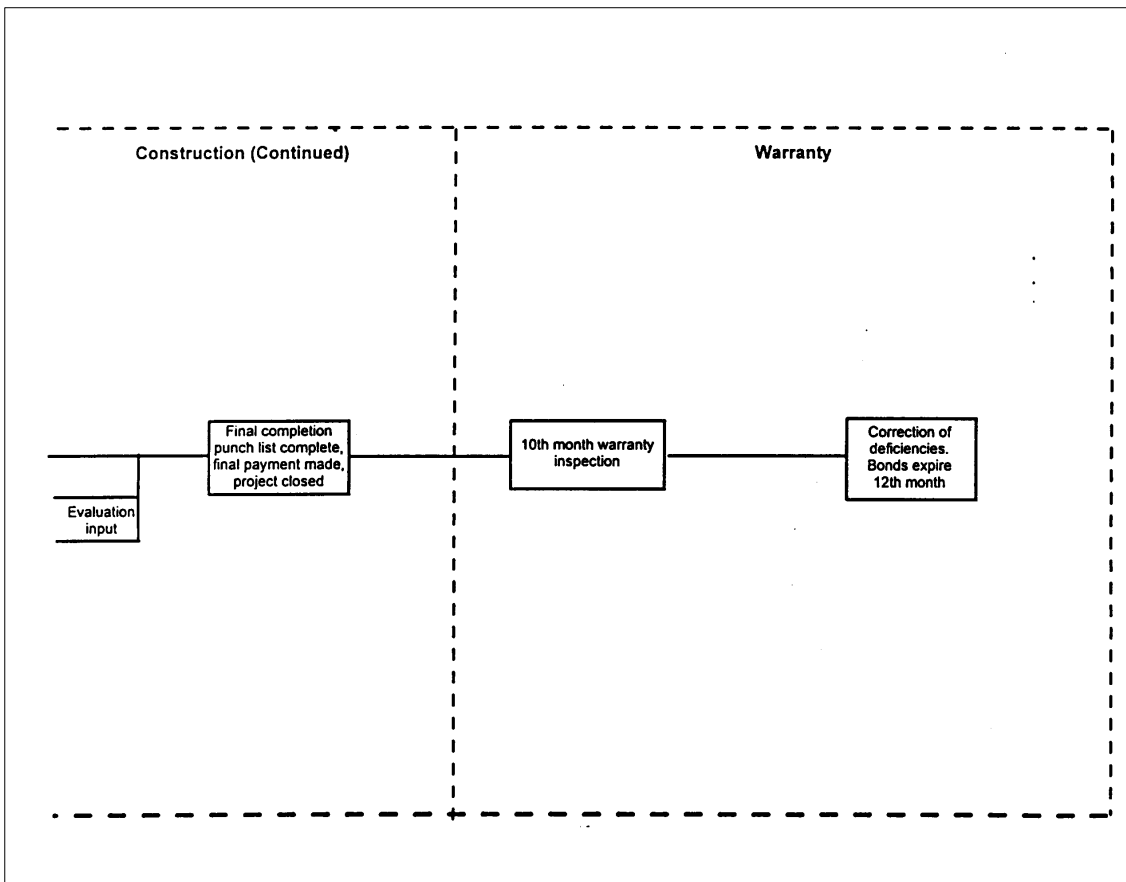 Construction (Continued)
Warranty
Final completion
punch list complete,
final payment made,
project closed
Evaluation
input
10th month warranty
inspection
Correction of
deficiencies.
Bonds expire
12th month